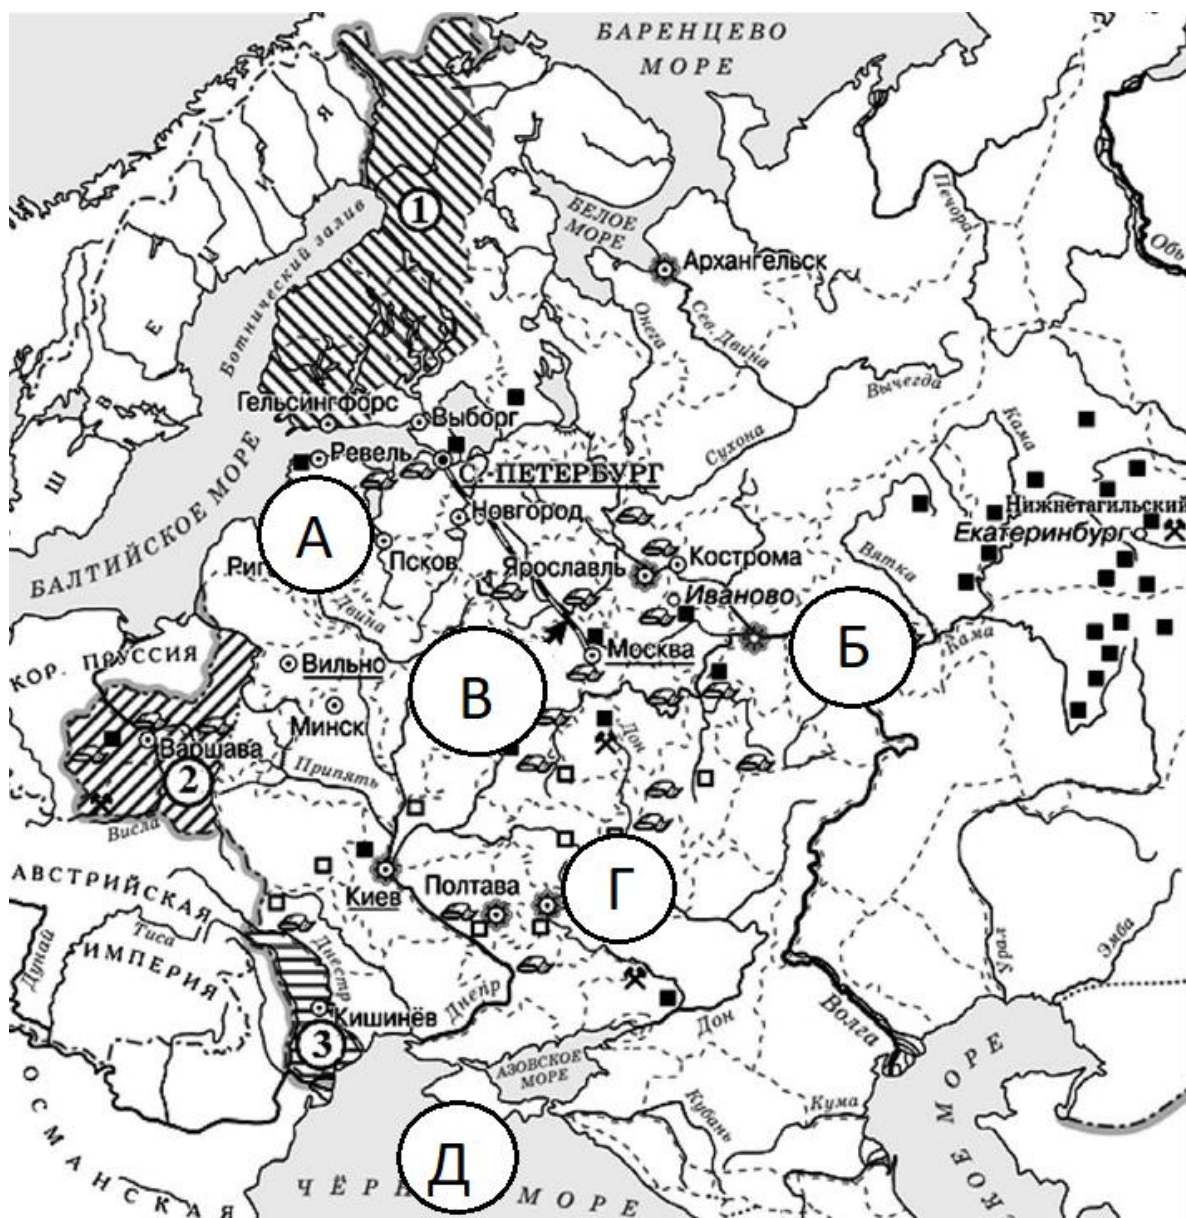 БАРЕНЦЕВО
МОРЕ
Печора
Обь
БЕЛОЕ
МОРЕ
1
Ботнический залив
ШВЕЦИЯ
Архангельск
Онега
Сев. Двина
Вычегда
Сухона
Кама
Гельсингфорс
Выборг
Ревель
С.-ПЕТЕРБУРГ
Нижнетагильский
Екатеринбург
БАЛТИЙСКОЕ МОРЕ
А
Новгород
Псков
Ярославль
Кострома
Вятка
Иваново
Двина
Москва
Б
Кама
КОР. ПРУССИЯ
Вильно
В
Минск
Варшава
2
Припять
Дон
Висла
АВСТРИЙСКАЯ
ИМПЕРИЯ
Киев
Полтава
Г
Тиса
Дунай
Днестр
Урал
Эмба
Кишинёв
3
Днепр
Дон
Волга
АЗОВСКОЕ
МОРЕ
Кубань
Кума
Д
МОРЕ
ОСМАНСКАЯ
МОРЕ